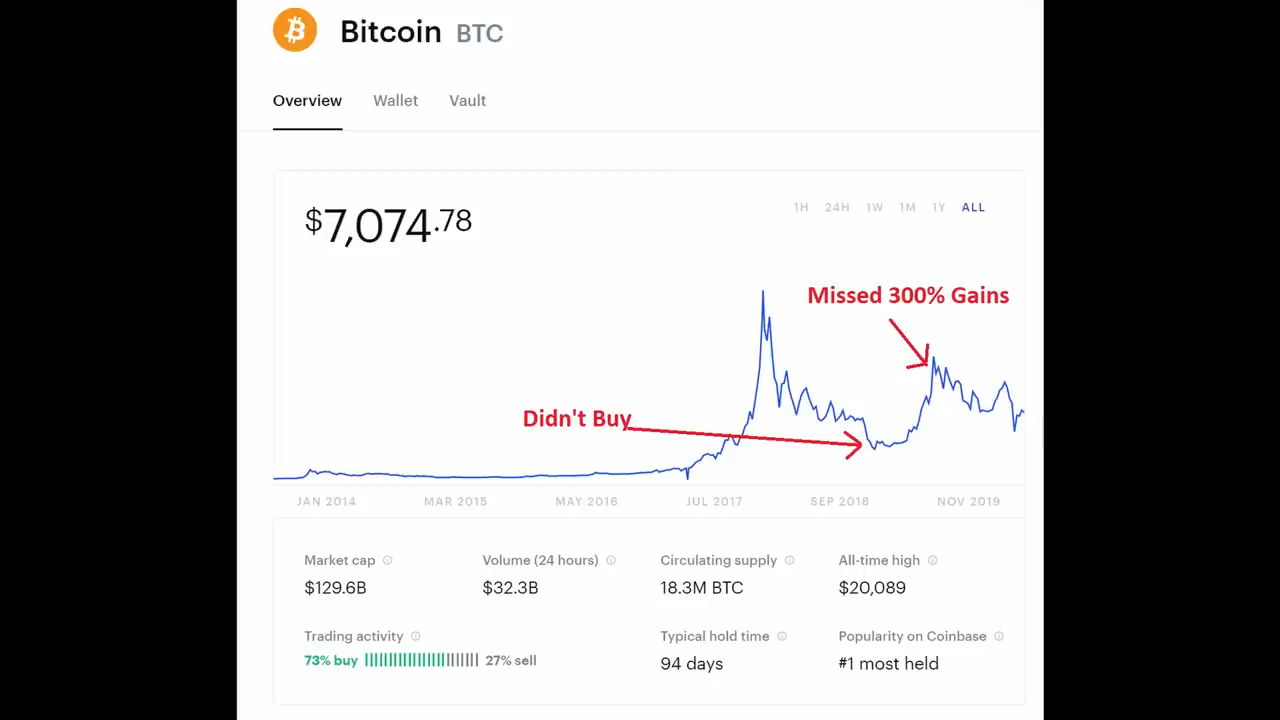 Bitcoin BTC
Overview Wallet Vault
$7,074.78
1H 24H 1W 1M 1Y ALL
Missed 300% Gains
Didn't Buy
JAN 2014 MAR 2015 MAY 2016 JUL 2017 SEP 2018 NOV 2019
Market cap Volume (24 hours) Circulating supply All-time high
$129.6B $32.3B 18.3M BTC $20,089
Trading activity Typical hold time Popularity on Coinbase
73% buy 27% sell 94 days #1 most held